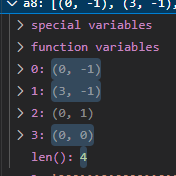 a8: [(0, -1), (3, -1),
special variables
function variables
0: (0, -1)
1: (3, -1)
2: (0, 1)
3: (0, 0)
len(): 4